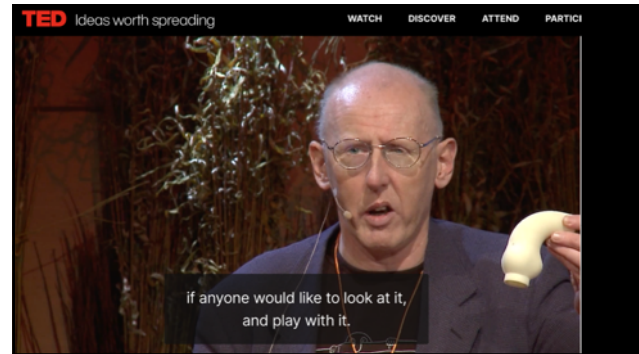 TED Ideas worth spreading WATCH DISCOVER ATTEND
if anyone would like to look at it,
and play with it.